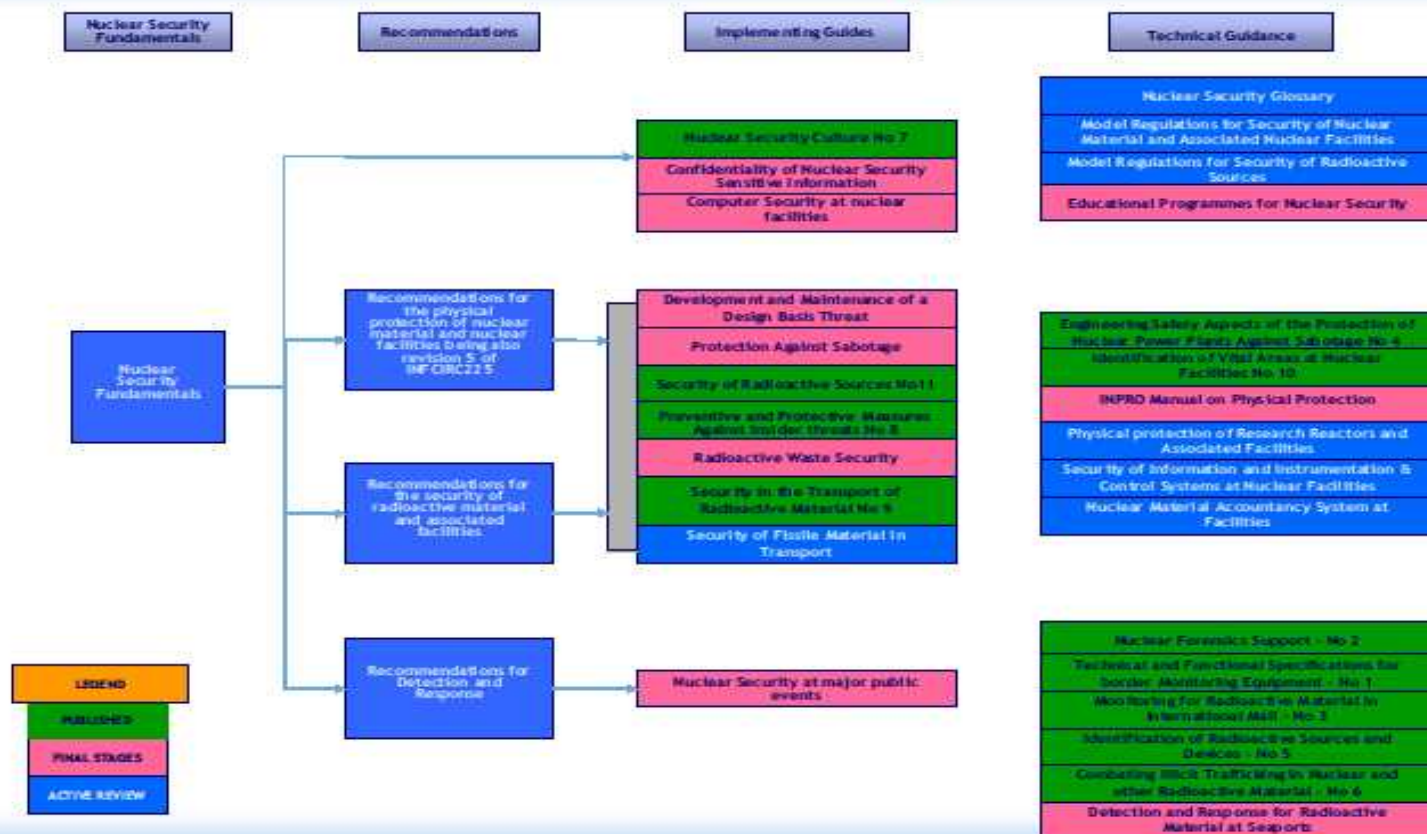 Nuclear Security
Fundamentals
Recommendations
Implementing Guides
Technical Guidance
Nuclear Security Culture No 7
Confidentiality of Nuclear Security
Sensitive Information
Computer Security at nuclear
facilities
Nuclear Security Glossary
Model Regulations for Security of Nuclear
Material and Associated Nuclear Facilities
Model Regulations for Security of Radioactive
Sources
Educational Programmes for Nuclear Security
Nuclear
Security
Fundamentals
Recommendations for
the physical
protection of nuclear
material and nuclear
facilities being also
revision 5 of
INFCIRC225
Recommendations for
the security of
radioactive material
and associated
facilities
Recommendations for
Detection and
Response
Development and Maintenance of a
Design Basis Threat
Protection Against Sabotage
Security of Radioactive Sources No11
Preventive and Protective Measures
Against Insider threats No 8
Radioactive Waste Security
Security in the Transport of
Radioactive Material No 9
Security of Fissile Material in
Transport
Nuclear Security at major public
events
Engineering Safety Aspects of the Protection of
Nuclear Power Plants Against Sabotage No 4
Identification of Vital Areas at Nuclear
Facilities No 10
INPRO Manual on Physical Protection
Physical protection of Research Reactors and
Associated Facilities
Security of Information and Instrumentation &
Control Systems at Nuclear Facilities
Nuclear Material Accountancy System at
Facilities
Nuclear Forensics Support - No 2
Technical and Functional Specifications for
border Monitoring Equipment - No 1
Monitoring for Radioactive Material in
International Mail - No 3
Identification of Radioactive Sources and
Devices - No 5
Combating Illicit Trafficking in Nuclear and
other Radioactive Material - No 6
Detection and Response for Radioactive
Material at Seaports
LEGEND
PUBLISHED
FINAL STAGES
ACTIVE REVIEW